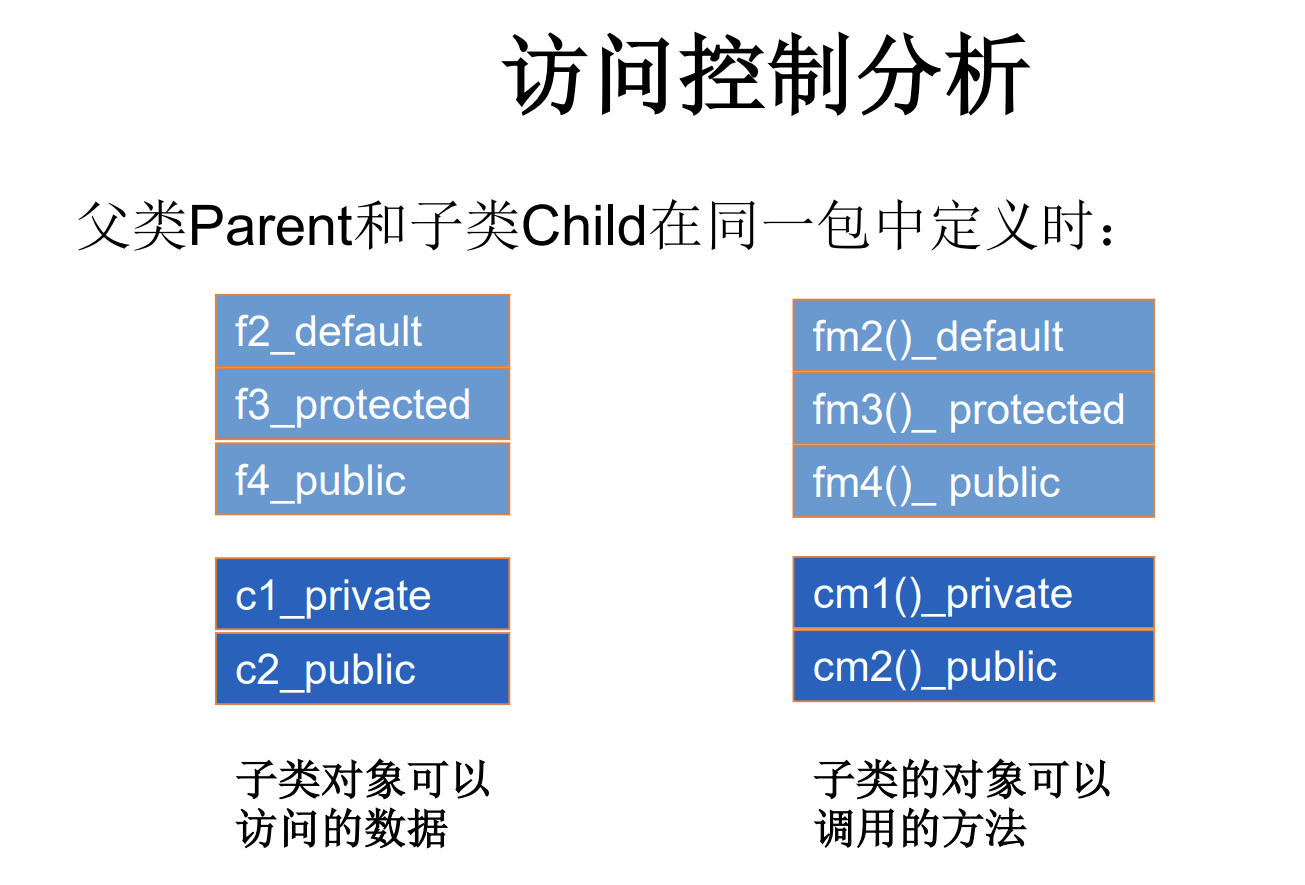 访问控制分析
父类Parent和子类Child在同一包中定义时：
f2_default
f3_protected
f4_public
c1_private
c2_public
子类对象可以
访问的数据
fm2()_default
fm3()_ protected
fm4()_ public
cm1()_private
cm2()_public
子类的对象可以
调用的方法